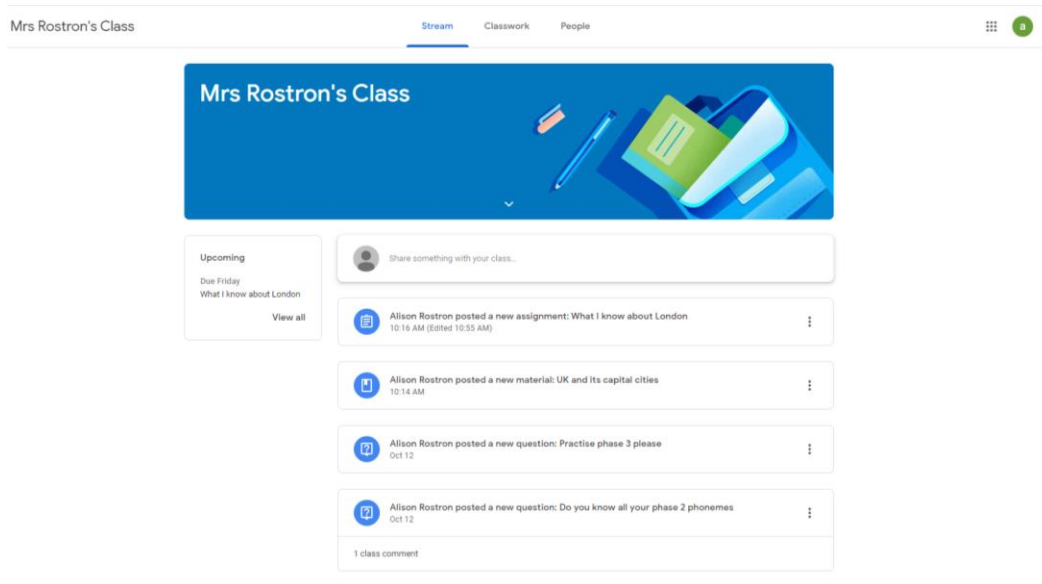 Mrs Rostron's Class
Stream
Classwork
People
a
Mrs Rostron's Class
Upcoming
Due Friday
What I know about London
View all
Share something with your class...
Alison Rostron posted a new assignment: What I know about London
10:16 AM (Edited 10:55 AM)
Alison Rostron posted a new material: UK and its capital cities
10:14 AM
Alison Rostron posted a new question: Practise phase 3 please
Oct 12
Alison Rostron posted a new question: Do you know all your phase 2 phonemes
Oct 12
1 class comment